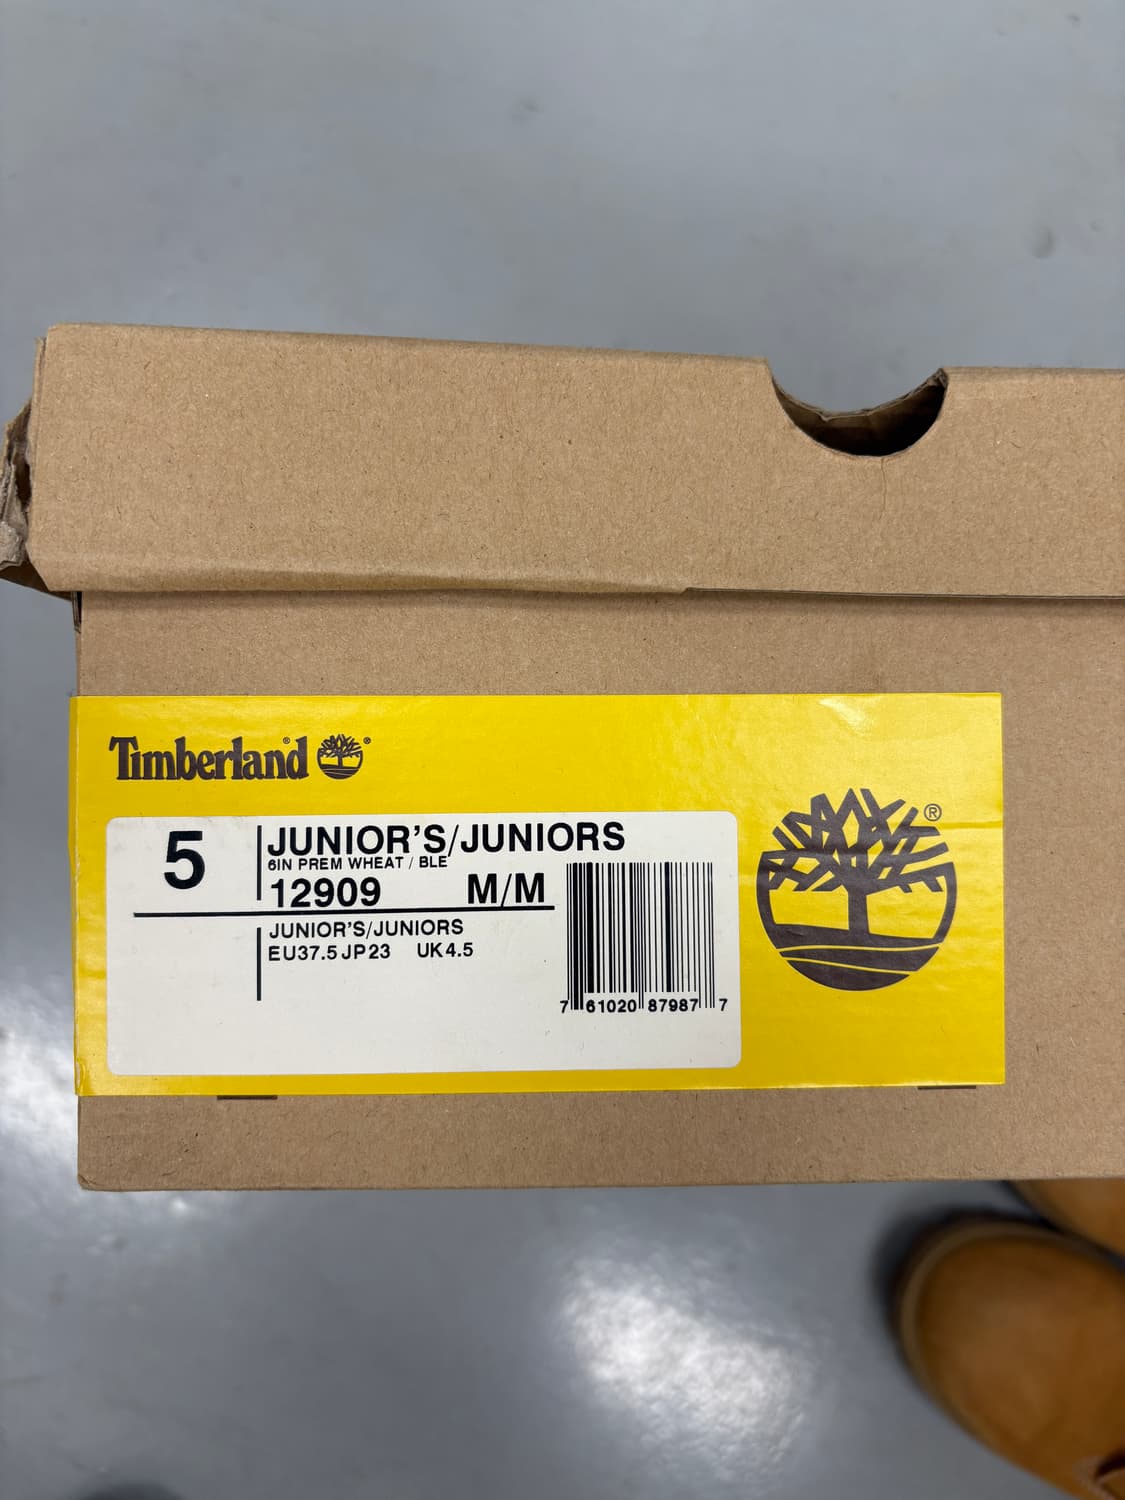 Timberland® ®
®
5
JUNIOR'S/JUNIORS
6IN PREM WHEAT / BLE
12909 M/M
JUNIOR'S/JUNIORS
EU37.5 JP23 UK4.5
7 61020 87987 7